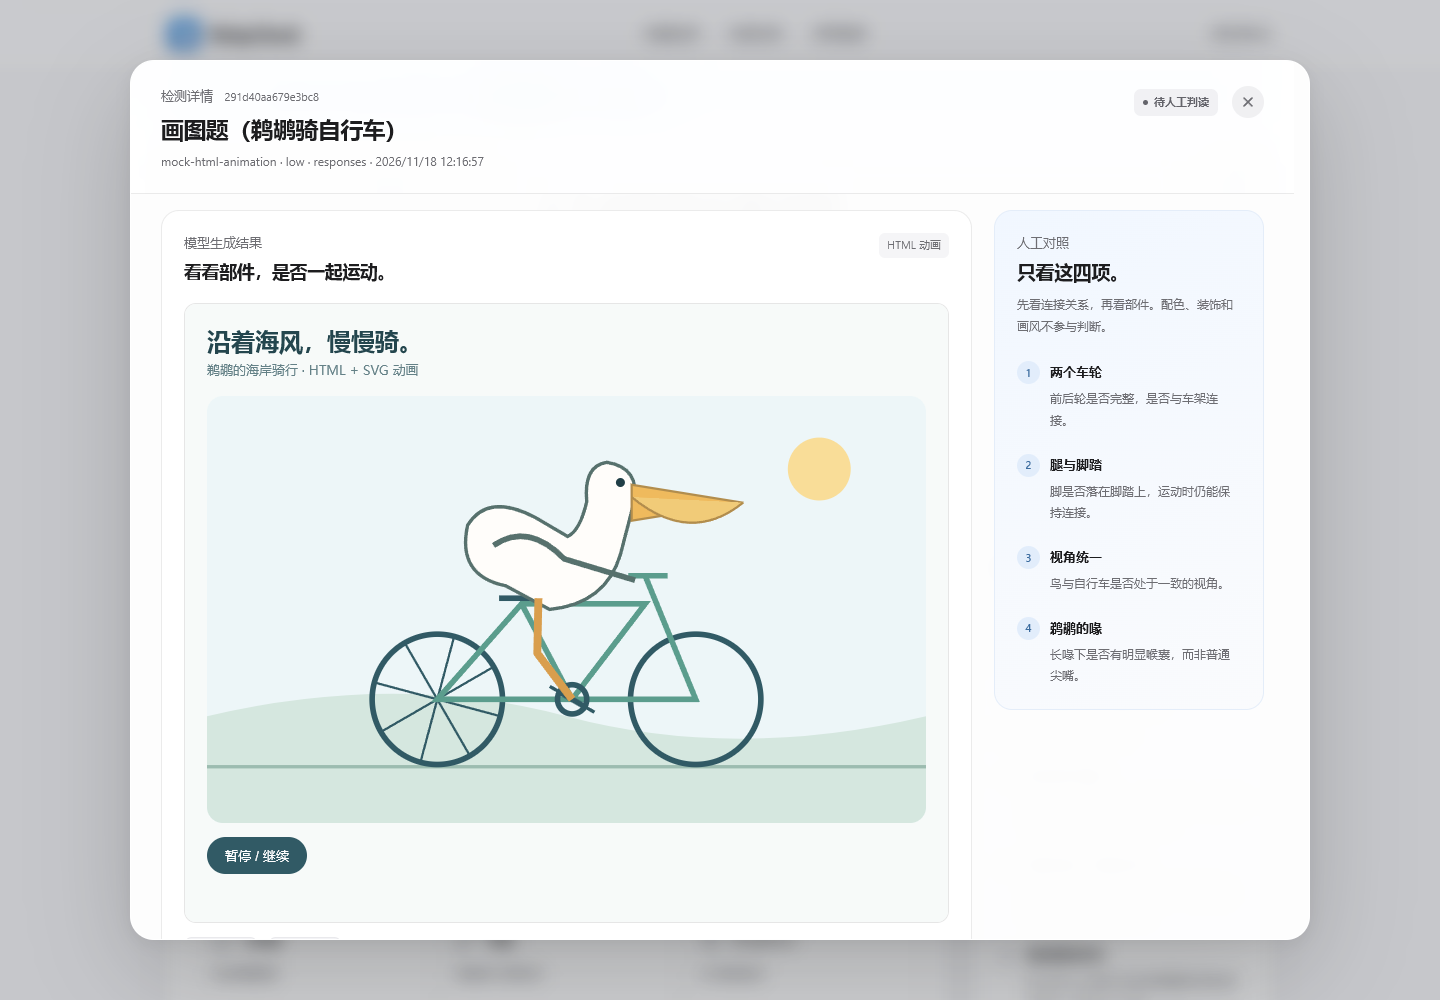 检测详情 291d40aa679e3bc8
画图题（鹈鹕骑自行车）
mock-html-animation · low · responses · 2026/11/18 12:16:57
待人工判读
模型生成结果
HTML 动画
看看部件，是否一起运动。
沿着海风，慢慢骑。
鹈鹕的海岸骑行 · HTML + SVG 动画
暂停 / 继续
人工对照
只看这四项。
先看连接关系，再看部件。配色、装饰和
画风不参与判断。
1 两个车轮
前后轮是否完整，是否与车架连
接。
2 腿与脚踏
脚是否落在脚踏上，运动时仍能保
持连接。
3 视角统一
鸟与自行车是否处于一致的视角。
4 鹈鹕的喙
长喙下是否有明显喉囊，而非普通
尖嘴。